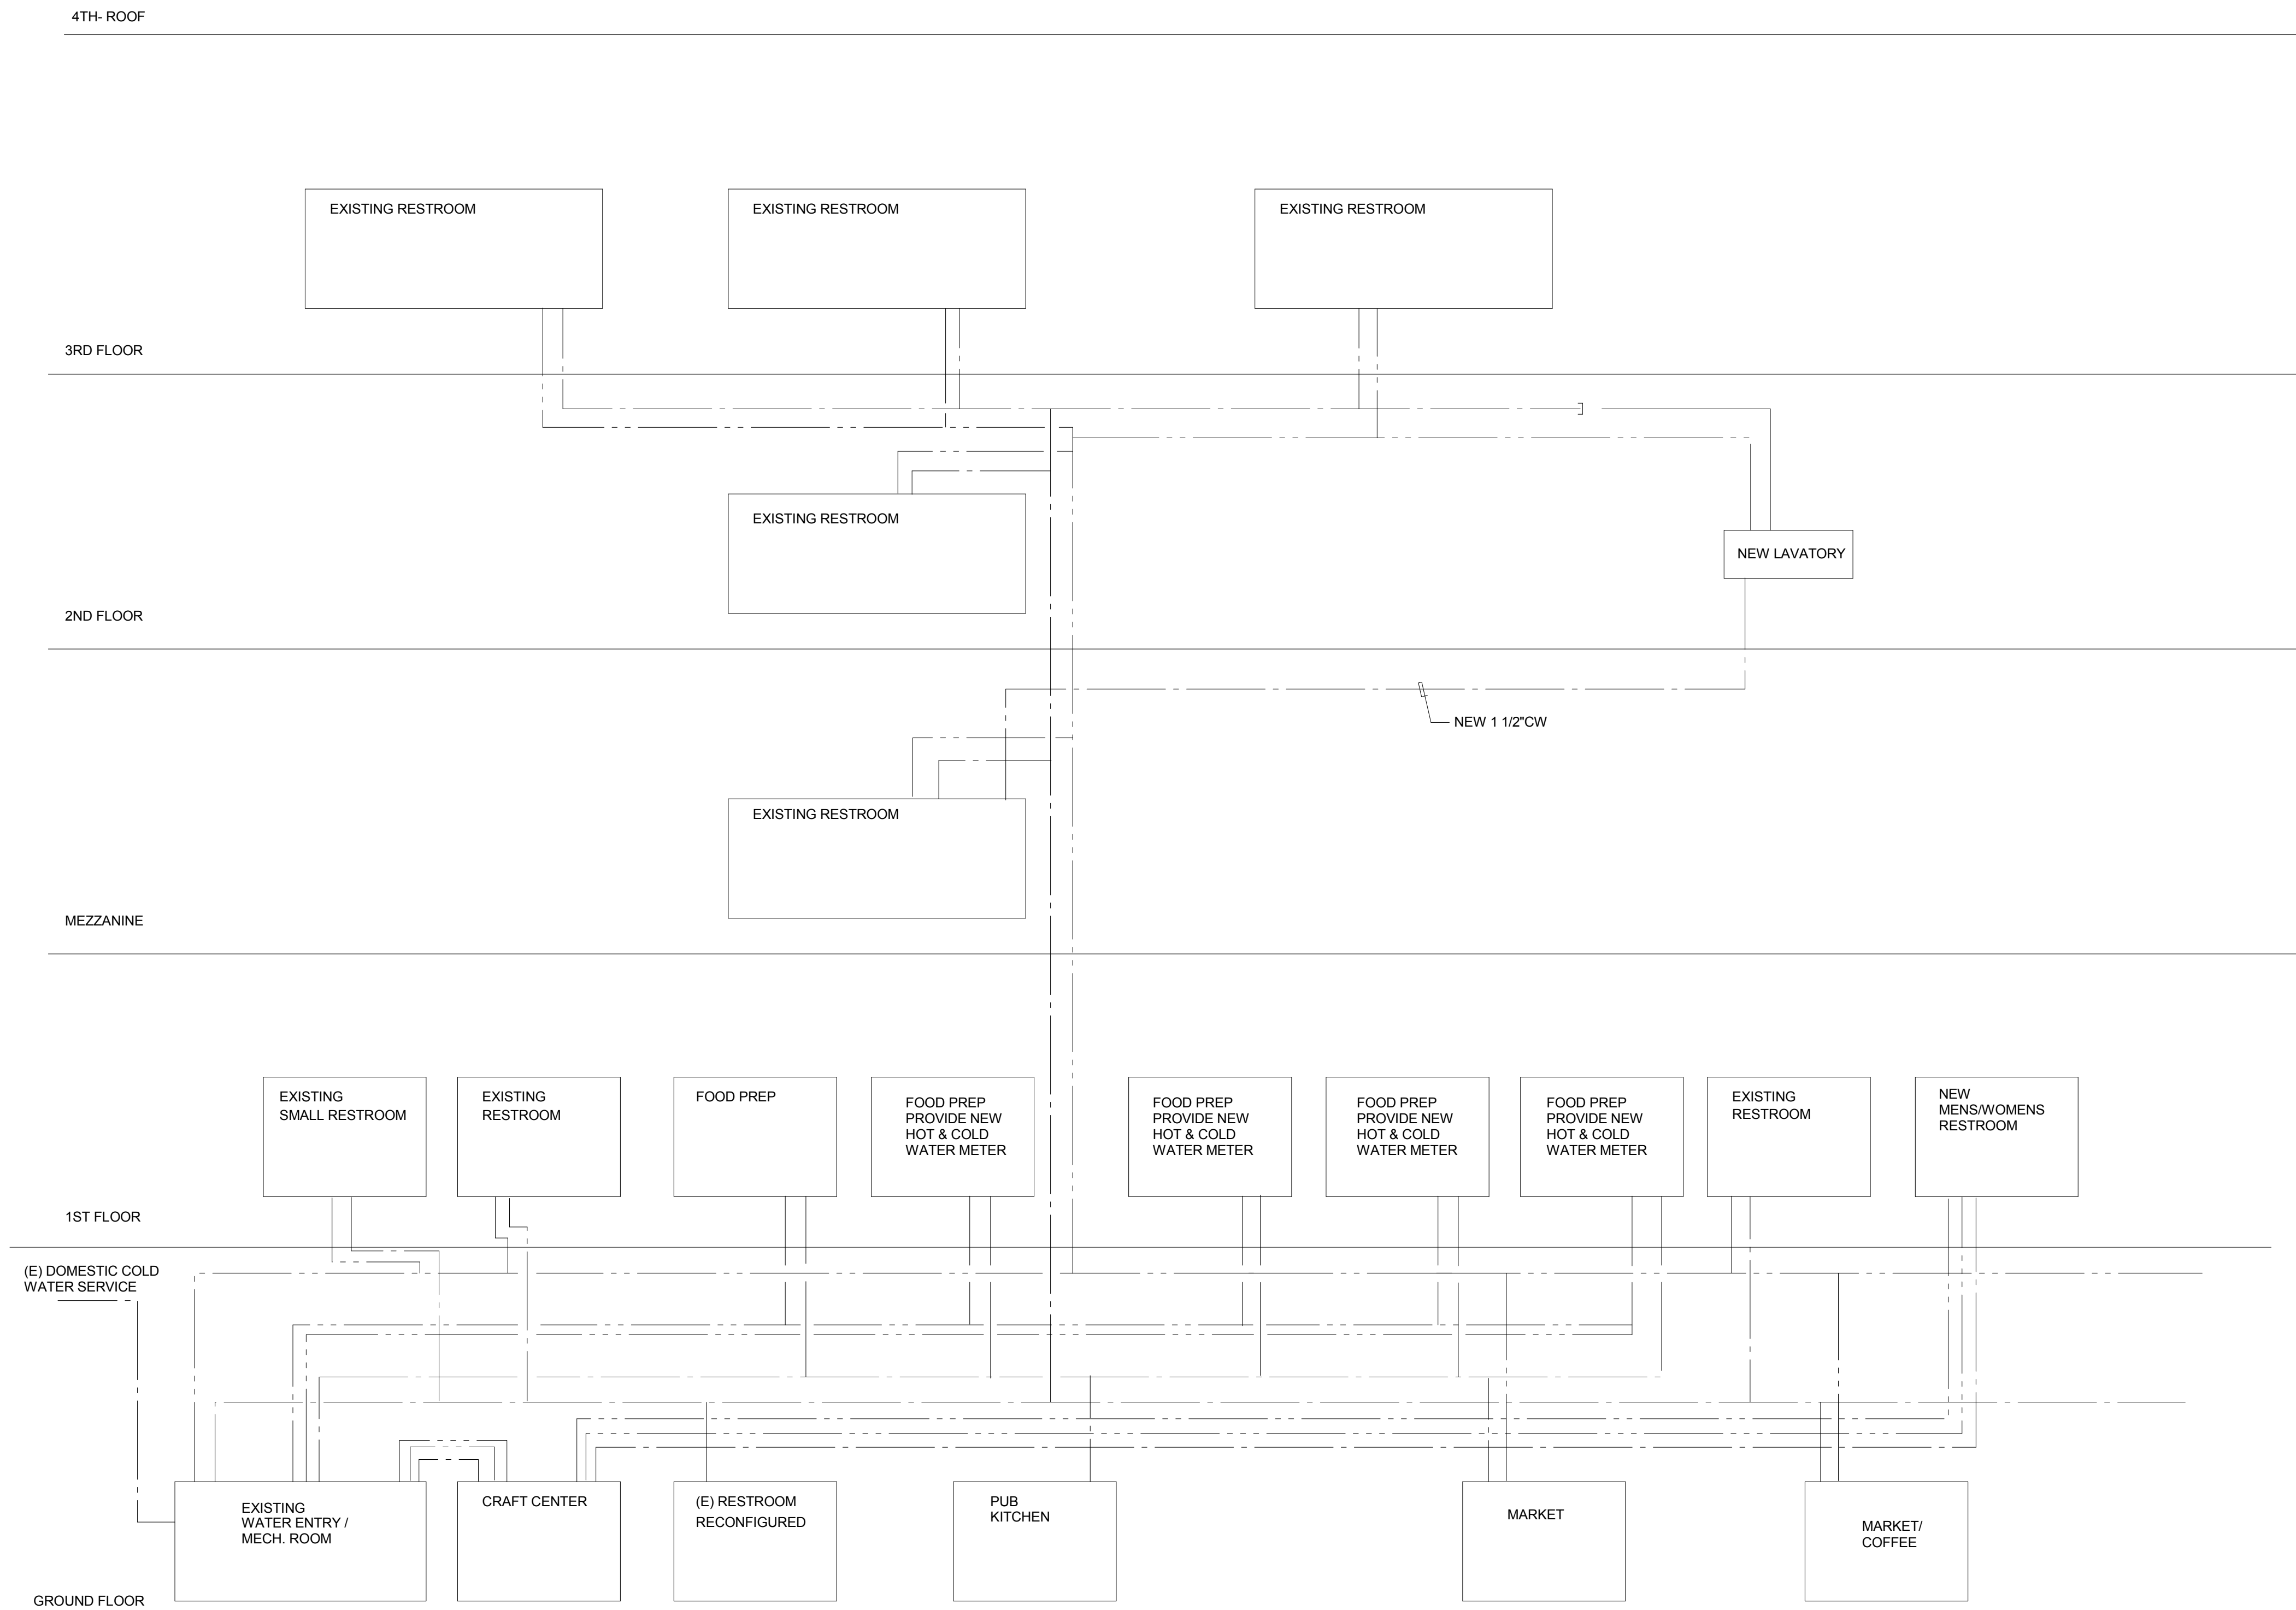 4TH- ROOF
EXISTING RESTROOM
EXISTING RESTROOM
EXISTING RESTROOM
3RD FLOOR
EXISTING RESTROOM
NEW LAVATORY
2ND FLOOR
NEW 1 1/2"CW
EXISTING RESTROOM
MEZZANINE
EXISTING
SMALL RESTROOM
EXISTING
RESTROOM
FOOD PREP
FOOD PREP
PROVIDE NEW
HOT & COLD
WATER METER
FOOD PREP
PROVIDE NEW
HOT & COLD
WATER METER
FOOD PREP
PROVIDE NEW
HOT & COLD
WATER METER
FOOD PREP
PROVIDE NEW
HOT & COLD
WATER METER
EXISTING
RESTROOM
NEW
MENS/WOMENS
RESTROOM
1ST FLOOR
(E) DOMESTIC COLD
WATER SERVICE
EXISTING
WATER ENTRY /
MECH. ROOM
CRAFT CENTER
(E) RESTROOM
RECONFIGURED
PUB
KITCHEN
MARKET
MARKET/
COFFEE
GROUND FLOOR